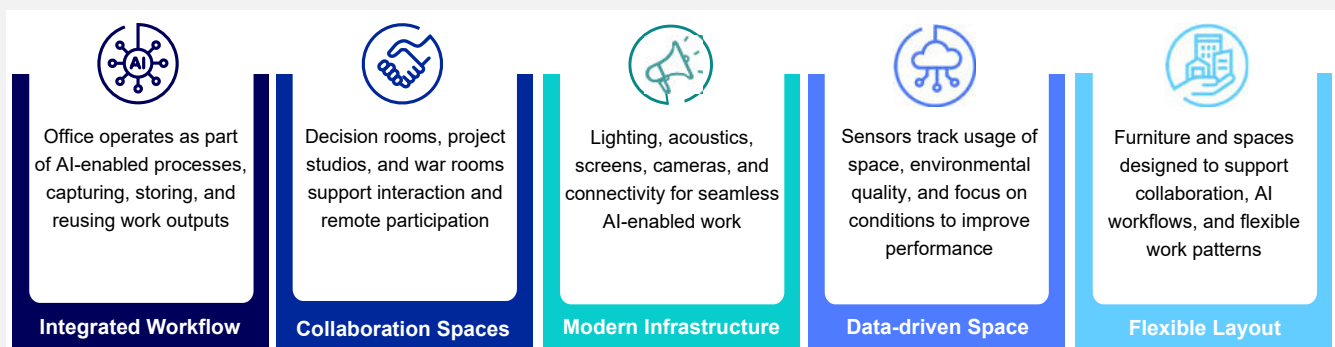 AI
Office operates as part
of AI-enabled processes,
capturing, storing, and
reusing work outputs
Integrated Workflow
Decision rooms, project
studios, and war rooms
support interaction and
remote participation
Collaboration Spaces
Lighting, acoustics,
screens, cameras, and
connectivity for seamless
AI-enabled work
Modern Infrastructure
Sensors track usage of
space, environmental
quality, and focus on
conditions to improve
performance
Data-driven Space
Furniture and spaces
designed to support
collaboration, AI
workflows, and flexible
work patterns
Flexible Layout